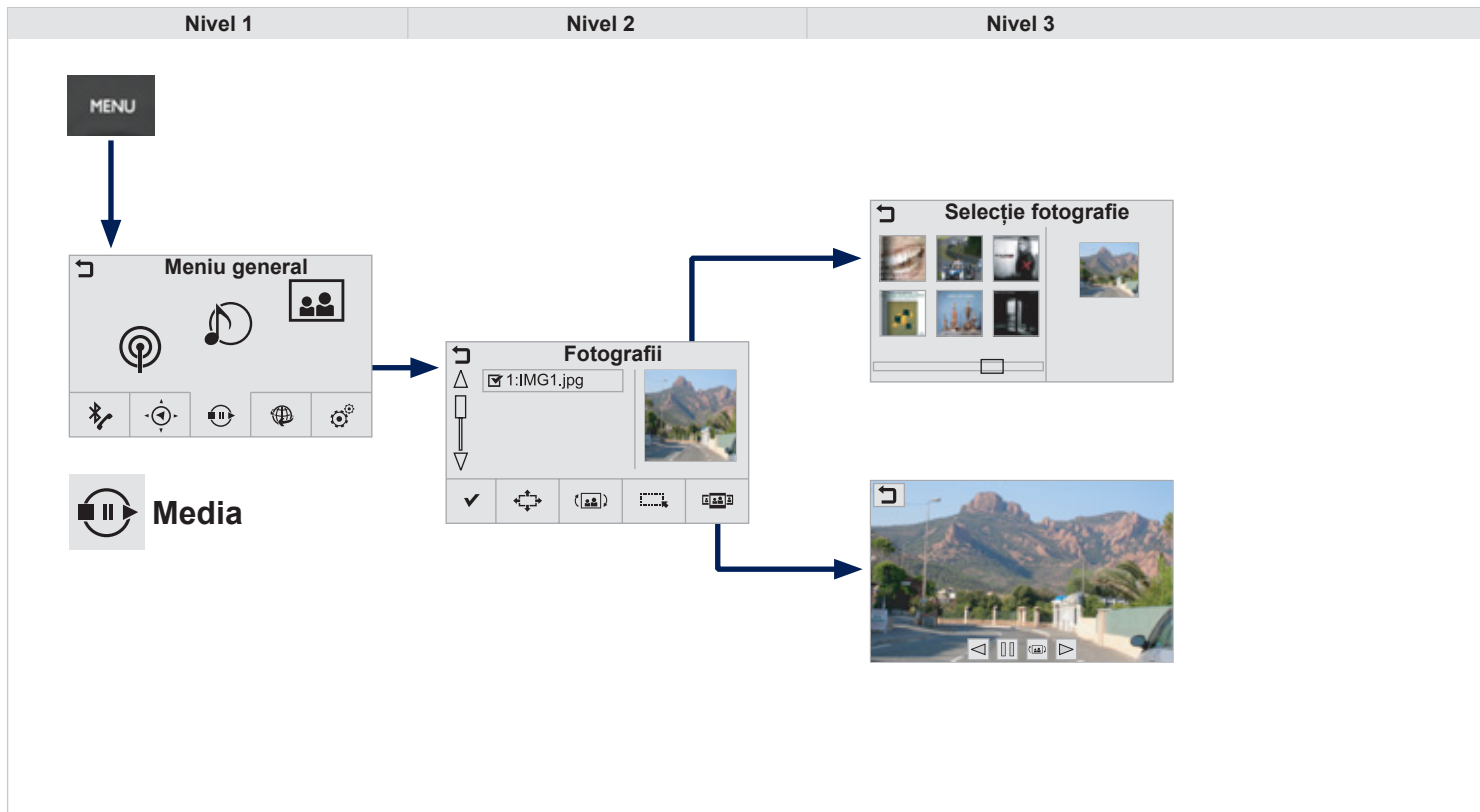 Nivel 1
Nivel 2
Nivel 3
MENU
Meniu general
Media
Fotografii
1:IMG1.jpg
Selecție fotografie